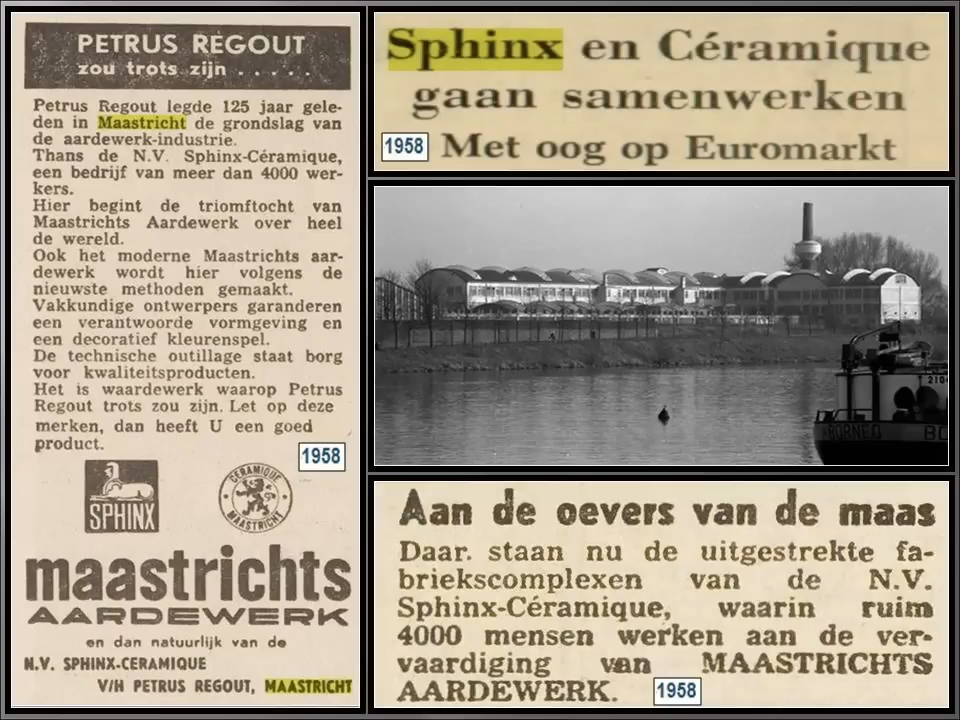 PETRUS REGOUT
zou trots zijn . . . . .
Petrus Regout legde 125 jaar gele-
den in Maastricht de grondslag van
de aardewerk-industrie.
Thans de N.V. Sphinx-Céramique,
een bedrijf van meer dan 4000 wer-
kers.
Hier begint de triomftocht van
Maastrichts Aardewerk over heel
de wereld.
Ook het moderne Maastrichts aar-
dewerk wordt hier volgens de
nieuwste methoden gemaakt.
Vakkundige ontwerpers garanderen
een verantwoorde vormgeving en
een decoratief kleurenspel.
De technische outillage staat borg
voor kwaliteitsproducten.
Het is waardewerk waarop Petrus
Regout trots zou zijn. Let op deze
merken, dan heeft U een goed
product.
1958
SPHINX
CERAMIQUE
MAASTRICHT
maastrichts
AARDEWERK
en dan natuurlijk van de
N.V. SPHINX-CERAMIQUE
V/H PETRUS REGOUT, MAASTRICHT
Sphinx en Céramique
gaan samenwerken
1958 Met oog op Euromarkt
210
BORNEO BO
Aan de oevers van de maas
Daar. staan nu de uitgestrekte fa-
briekscomplexen van de N.V.
Sphinx-Céramique, waarin ruim
4000 mensen werken aan de ver-
vaardiging van MAASTRICHTS
AARDEWERK.
1958